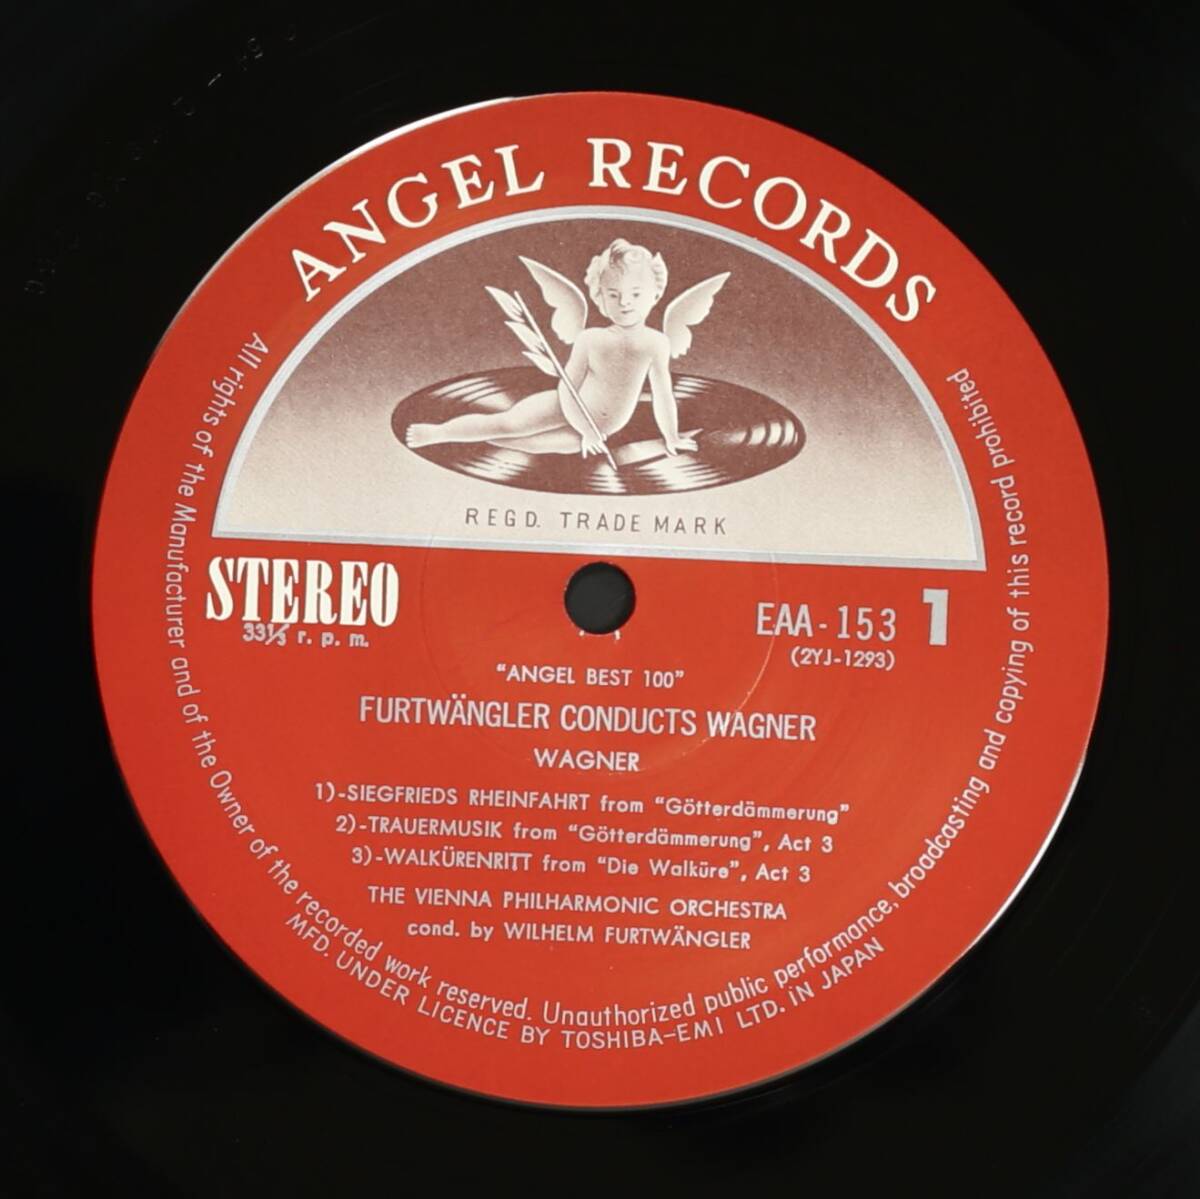 ANGEL RECORDS
REGD. TRADE MARK
STEREO
33⅓ r. p. m.
EAA-153
1
(2YJ-1293)
"ANGEL BEST 100"
FURTWÄNGLER CONDUCTS WAGNER
WAGNER
1)-SIEGFRIEDS RHEINFAHRT from "Götterdämmerung"
2)-TRAUERMUSIK from "Götterdämmerung", Act 3
3)-WALKÜRENRITT from "Die Walküre", Act 3
THE VIENNA PHILHARMONIC ORCHESTRA
cond. by WILHELM FURTWÄNGLER
All rights of the Manufacturer and of the Owner of the recorded work reserved. Unauthorized public performance, broadcasting and copying of this record prohibited
MFD. UNDER LICENCE BY TOSHIBA-EMI LTD. IN JAPAN